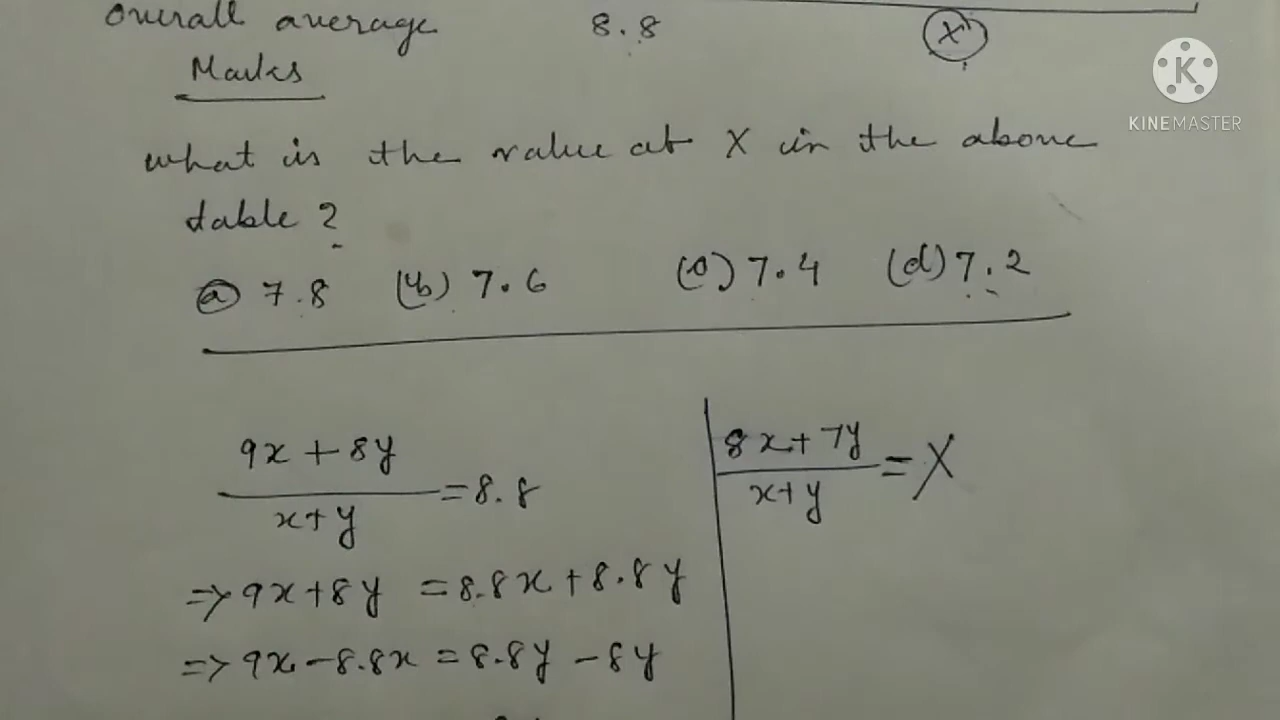 Overall average 8.8 X
Marks
KINEMASTER
what is the value at X in the above
table ?
(a) 7.8 (b) 7.6 (c) 7.4 (d) 7.2
9x + 8y
x+y
=8.8
8x+7y
x+y
=X
=> 9x+8y =8.8x+8.8y
=> 9x-8.8x=8.8y-8y